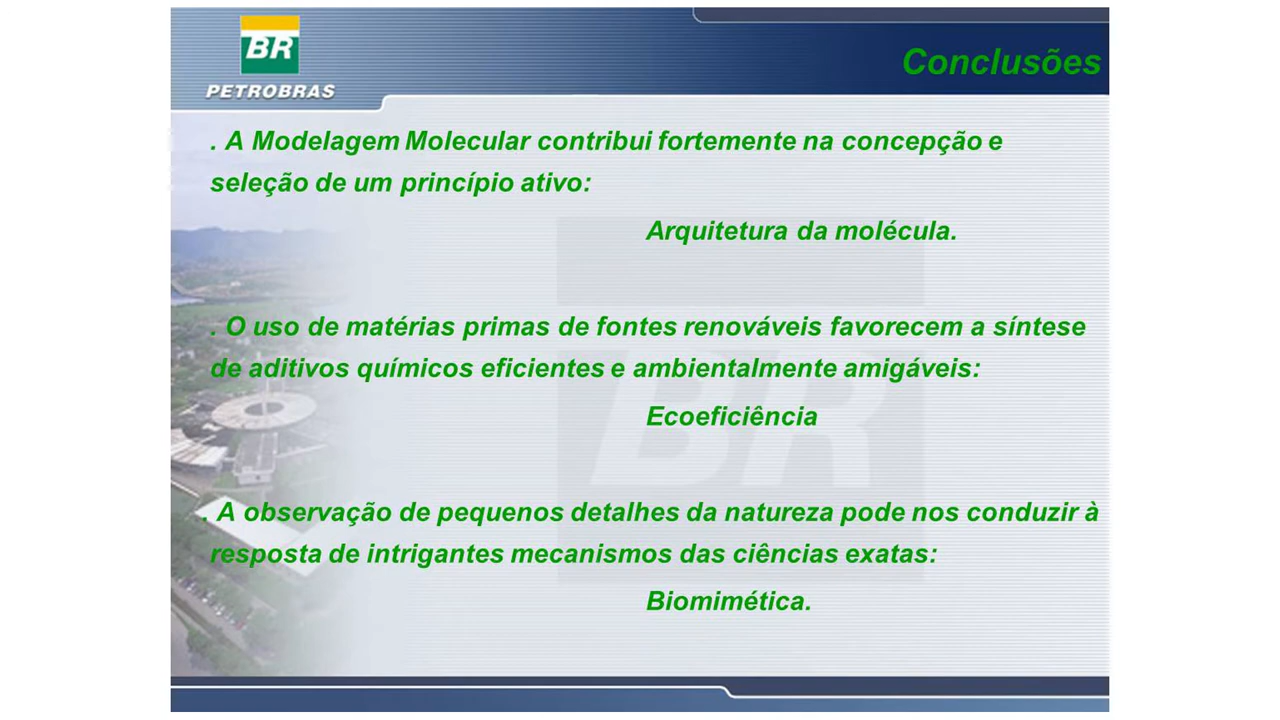 BR
PETROBRAS
Conclusões
. A Modelagem Molecular contribui fortemente na concepção e
seleção de um princípio ativo:
Arquitetura da molécula.
. O uso de matérias primas de fontes renováveis favorecem a síntese
de aditivos químicos eficientes e ambientalmente amigáveis:
Ecoeficiência
. A observação de pequenos detalhes da natureza pode nos conduzir à
resposta de intrigantes mecanismos das ciências exatas:
Biomimética.
BR